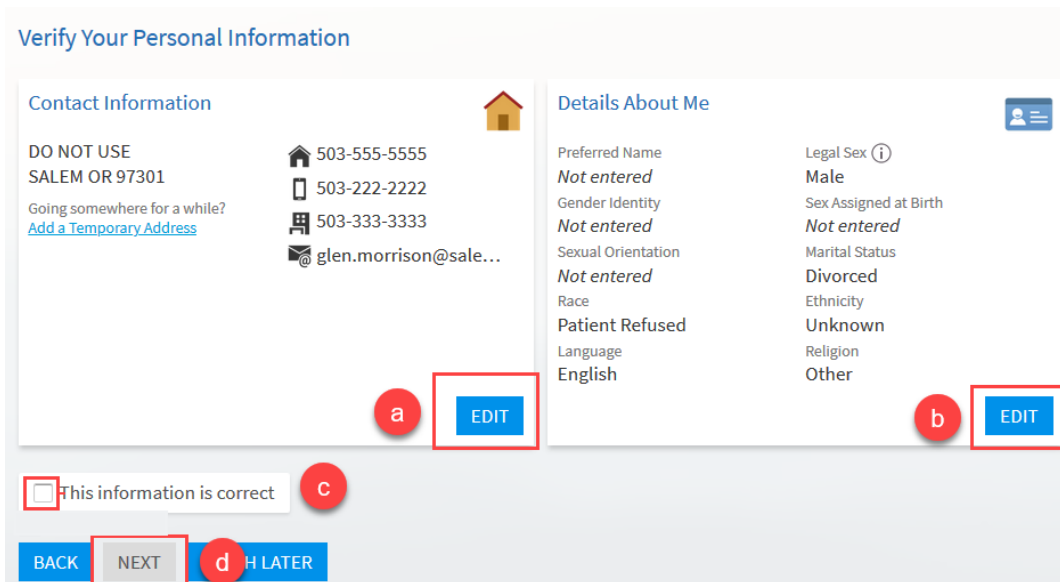 Verify Your Personal Information
Contact Information
DO NOT USE
SALEM OR 97301
Going somewhere for a while?
Add a Temporary Address
503-555-5555
503-222-2222
503-333-3333
glen.morrison@sale...
a
EDIT
Details About Me
Preferred Name
Not entered
Legal Sex
Male
Gender Identity
Not entered
Sex Assigned at Birth
Not entered
Sexual Orientation
Not entered
Marital Status
Divorced
Race
Patient Refused
Ethnicity
Unknown
Language
English
Religion
Other
b
EDIT
This information is correct
c
BACK
NEXT
d
LATER